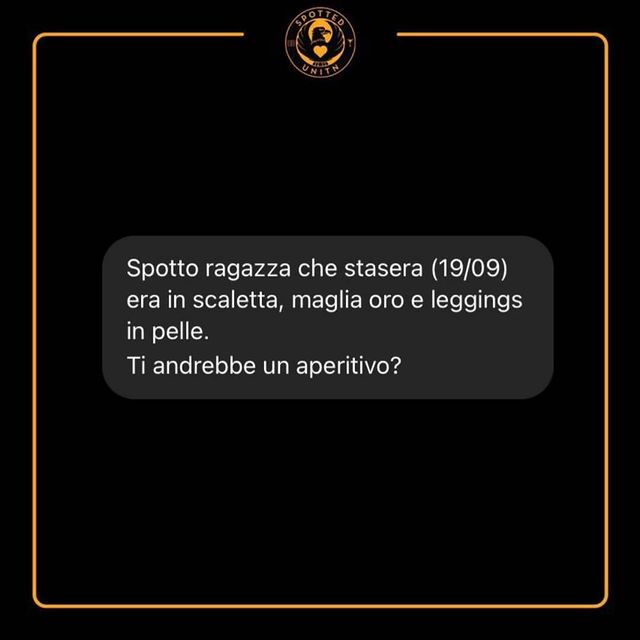 SPOTTED
UNITN
Spotto ragazza che stasera (19/09)
era in scaletta, maglia oro e leggings
in pelle.
Ti andrebbe un aperitivo?